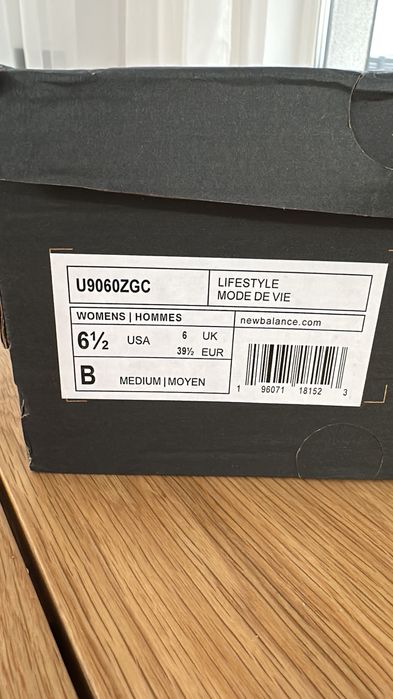 U9060ZGC
LIFESTYLE
MODE DE VIE
WOMENS | HOMMES
newbalance.com
6½ USA 6 UK
39½ EUR
B MEDIUM | MOYEN
1 96071 18152 3